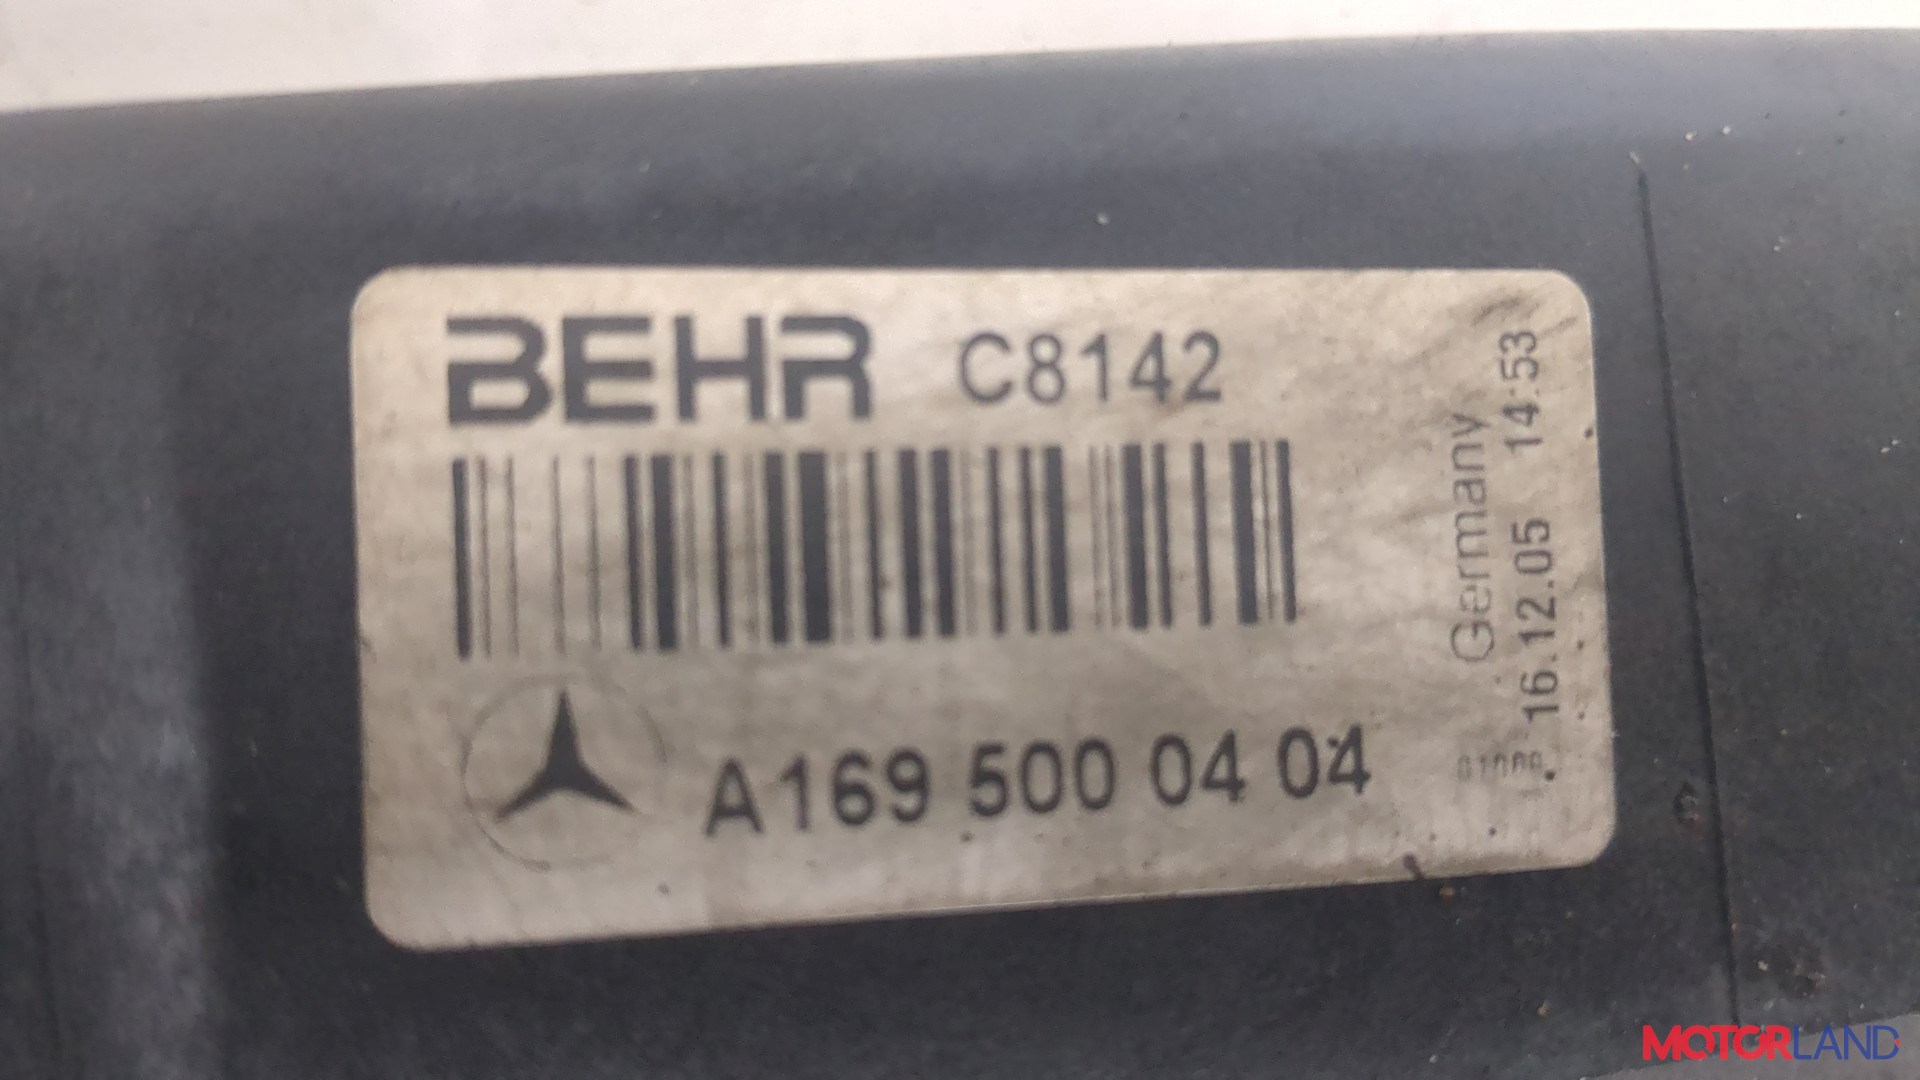 BEHR C8142
A169 500 04 04
Germany
16.12.05 14:53
MOTORLAND